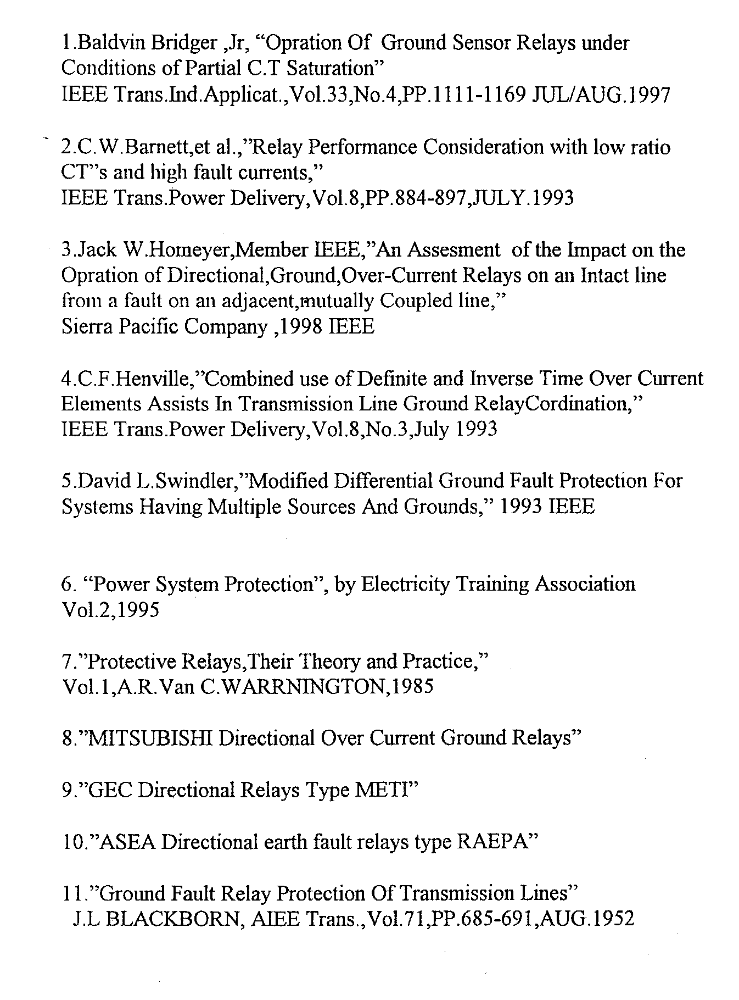 1.Baldvin Bridger ,Jr, “Opration Of Ground Sensor Relays under
Conditions of Partial C.T Saturation”
IEEE Trans.Ind.Applicat.,Vol.33,No.4,PP.1111-1169 JUL/AUG.1997
2.C.W.Barnett,et al.,”Relay Performance Consideration with low ratio
CT”s and high fault currents,”
IEEE Trans.Power Delivery,Vol.8,PP.884-897,JULY.1993
3.Jack W.Homeyer,Member IEEE,”An Assesment of the Impact on the
Opration of Directional,Ground,Over-Current Relays on an Intact line
from a fault on an adjacent,mutually Coupled line,”
Sierra Pacific Company ,1998 IEEE
4.C.F.Henville,”Combined use of Definite and Inverse Time Over Current
Elements Assists In Transmission Line Ground RelayCordination,”
IEEE Trans.Power Delivery,Vol.8,No.3,July 1993
5.David L.Swindler,”Modified Differential Ground Fault Protection For
Systems Having Multiple Sources And Grounds,” 1993 IEEE
6. “Power System Protection”, by Electricity Training Association
Vol.2,1995
7.”Protective Relays,Their Theory and Practice,”
Vol.1,A.R.Van C.WARRNINGTON,1985
8.”MITSUBISHI Directional Over Current Ground Relays”
9.”GEC Directional Relays Type METI”
10.”ASEA Directional earth fault relays type RAEPA”
11.”Ground Fault Relay Protection Of Transmission Lines”
J.L BLACKBORN, AIEE Trans.,Vol.71,PP.685-691,AUG.1952